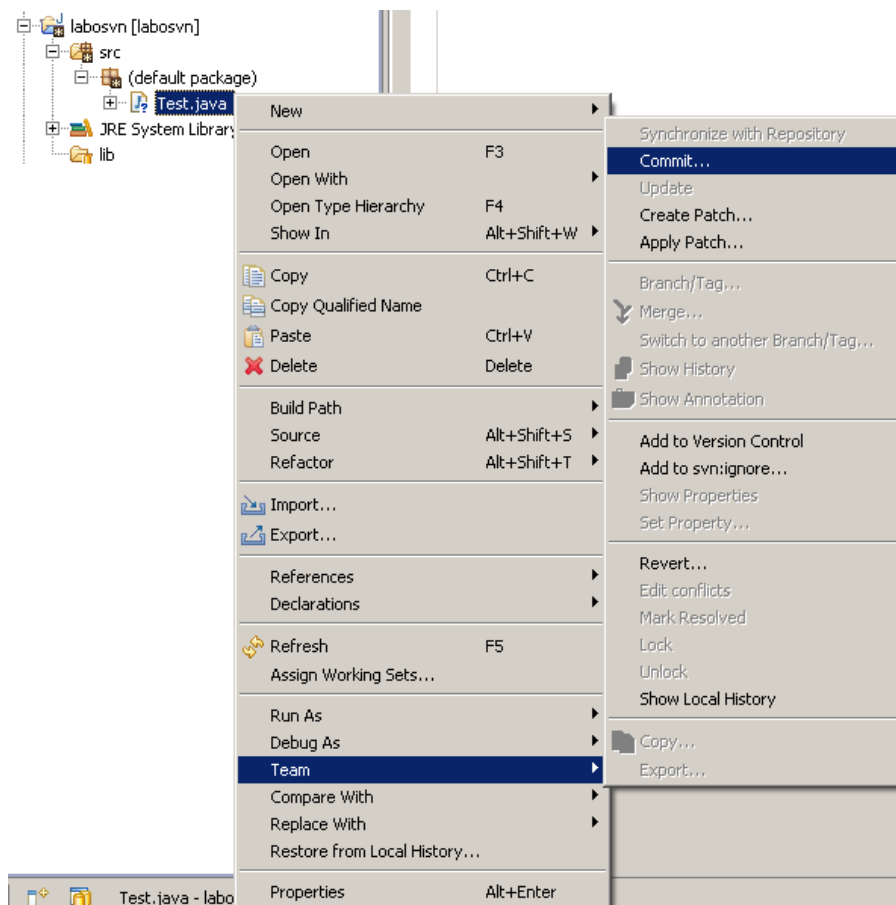 labosvn [labosvn]
src
(default package)
Test.java
JRE System Library
lib
New
Open F3
Open With
Open Type Hierarchy F4
Show In Alt+Shift+W
Copy Ctrl+C
Copy Qualified Name
Paste Ctrl+V
Delete Delete
Build Path
Source Alt+Shift+S
Refactor Alt+Shift+T
Import...
Export...
References
Declarations
Refresh F5
Assign Working Sets...
Run As
Debug As
Team
Compare With
Replace With
Restore from Local History...
Properties Alt+Enter
Synchronize with Repository
Commit...
Update
Create Patch...
Apply Patch...
Branch/Tag...
Merge...
Switch to another Branch/Tag...
Show History
Show Annotation
Add to Version Control
Add to svn:ignore...
Show Properties
Set Property...
Revert...
Edit conflicts
Mark Resolved
Lock
Unlock
Show Local History
Copy...
Export...
Test.java - labo